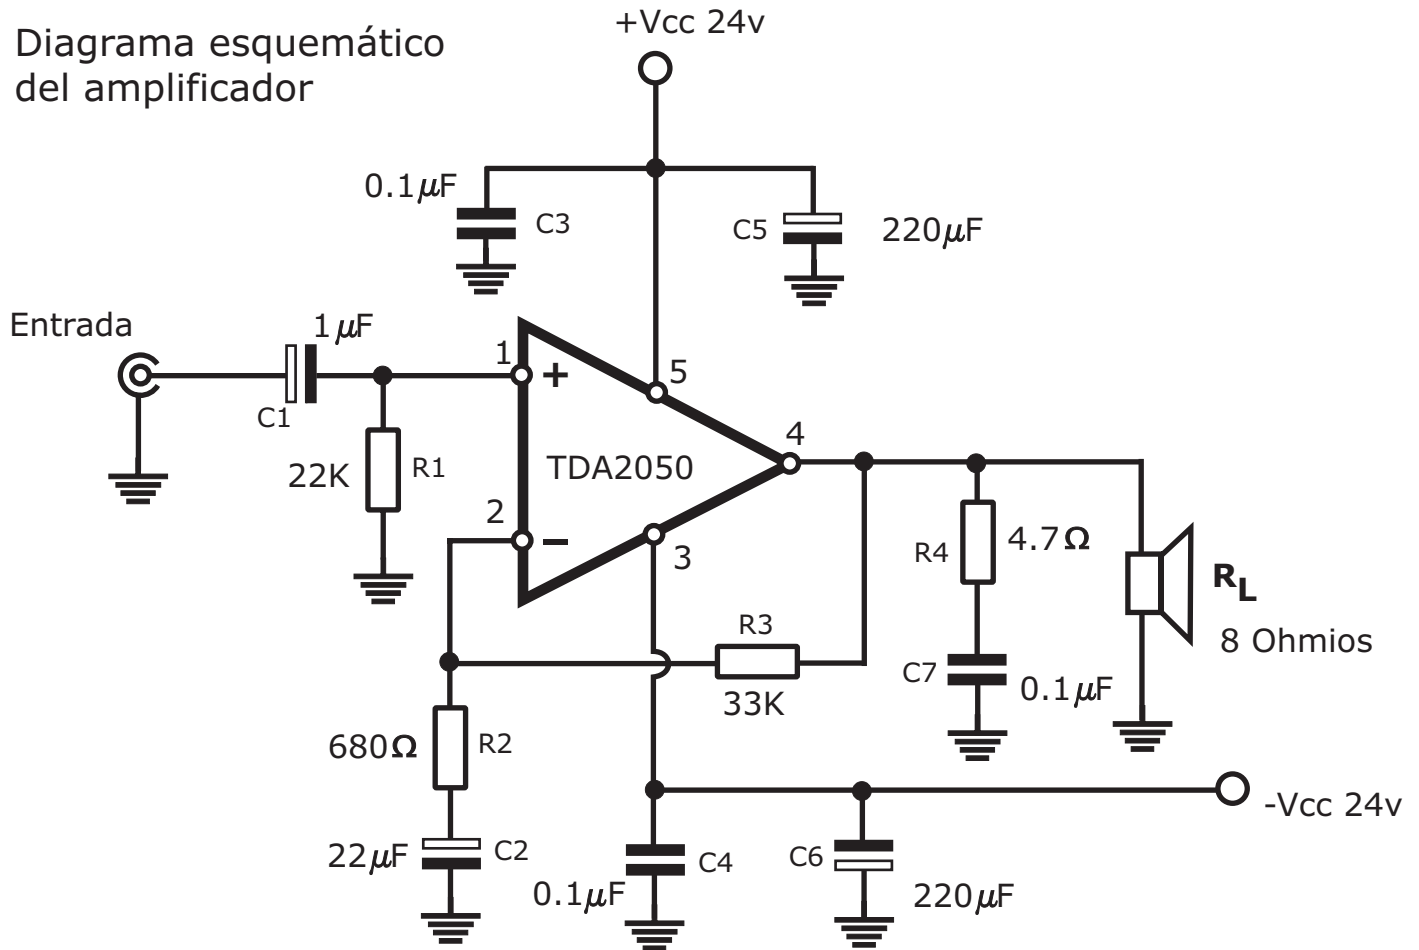 Diagrama esquemático
del amplificador
+Vcc 24v
0.1µF
C3
C5
220µF
Entrada
1µF
C1
22K
R1
1
+
5
TDA2050
4
2
−
3
R4
4.7Ω
RL
8 Ohmios
R3
33K
C7
0.1µF
680Ω
R2
22µF
C2
-Vcc 24v
0.1µF
C4
C6
220µF